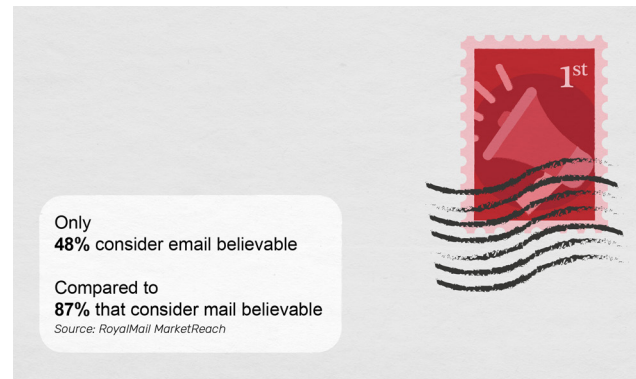 1st
Only
48% consider email believable
Compared to
87% that consider mail believable
Source: RoyalMail MarketReach